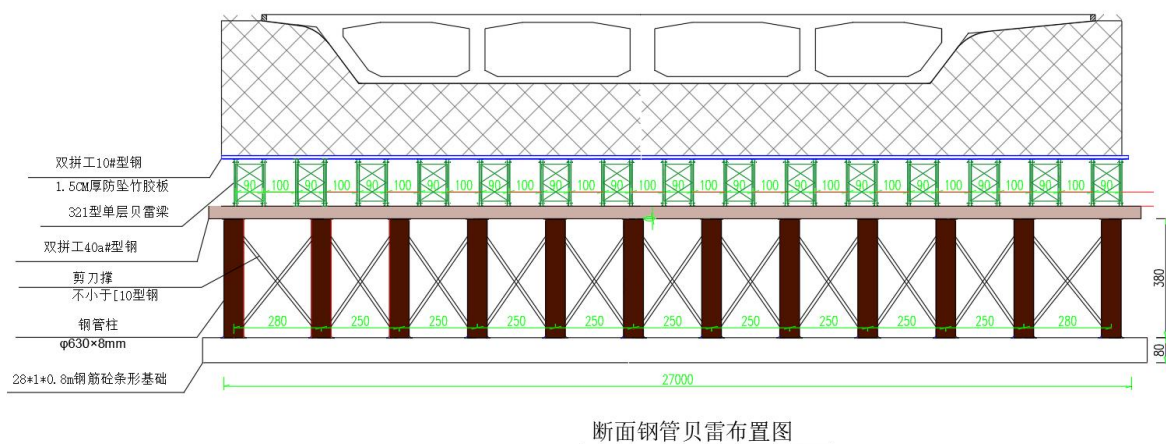 双拼工10#型钢
1.5CM厚防坠竹胶板
321型单层贝雷梁
双拼工40a#型钢
剪刀撑
不小于[10型钢
钢管柱
φ630×8mm
28*1*0.8m钢筋砼条形基础
90 100 90 100 90 100 90 100 90 100 90 100 90 100 90 100 90 100 90 100 90 100 90 100 90 100 90 100 90
280 250 250 250 250 250 250 250 250 250 280
380
80
27000
断面钢管贝雷布置图